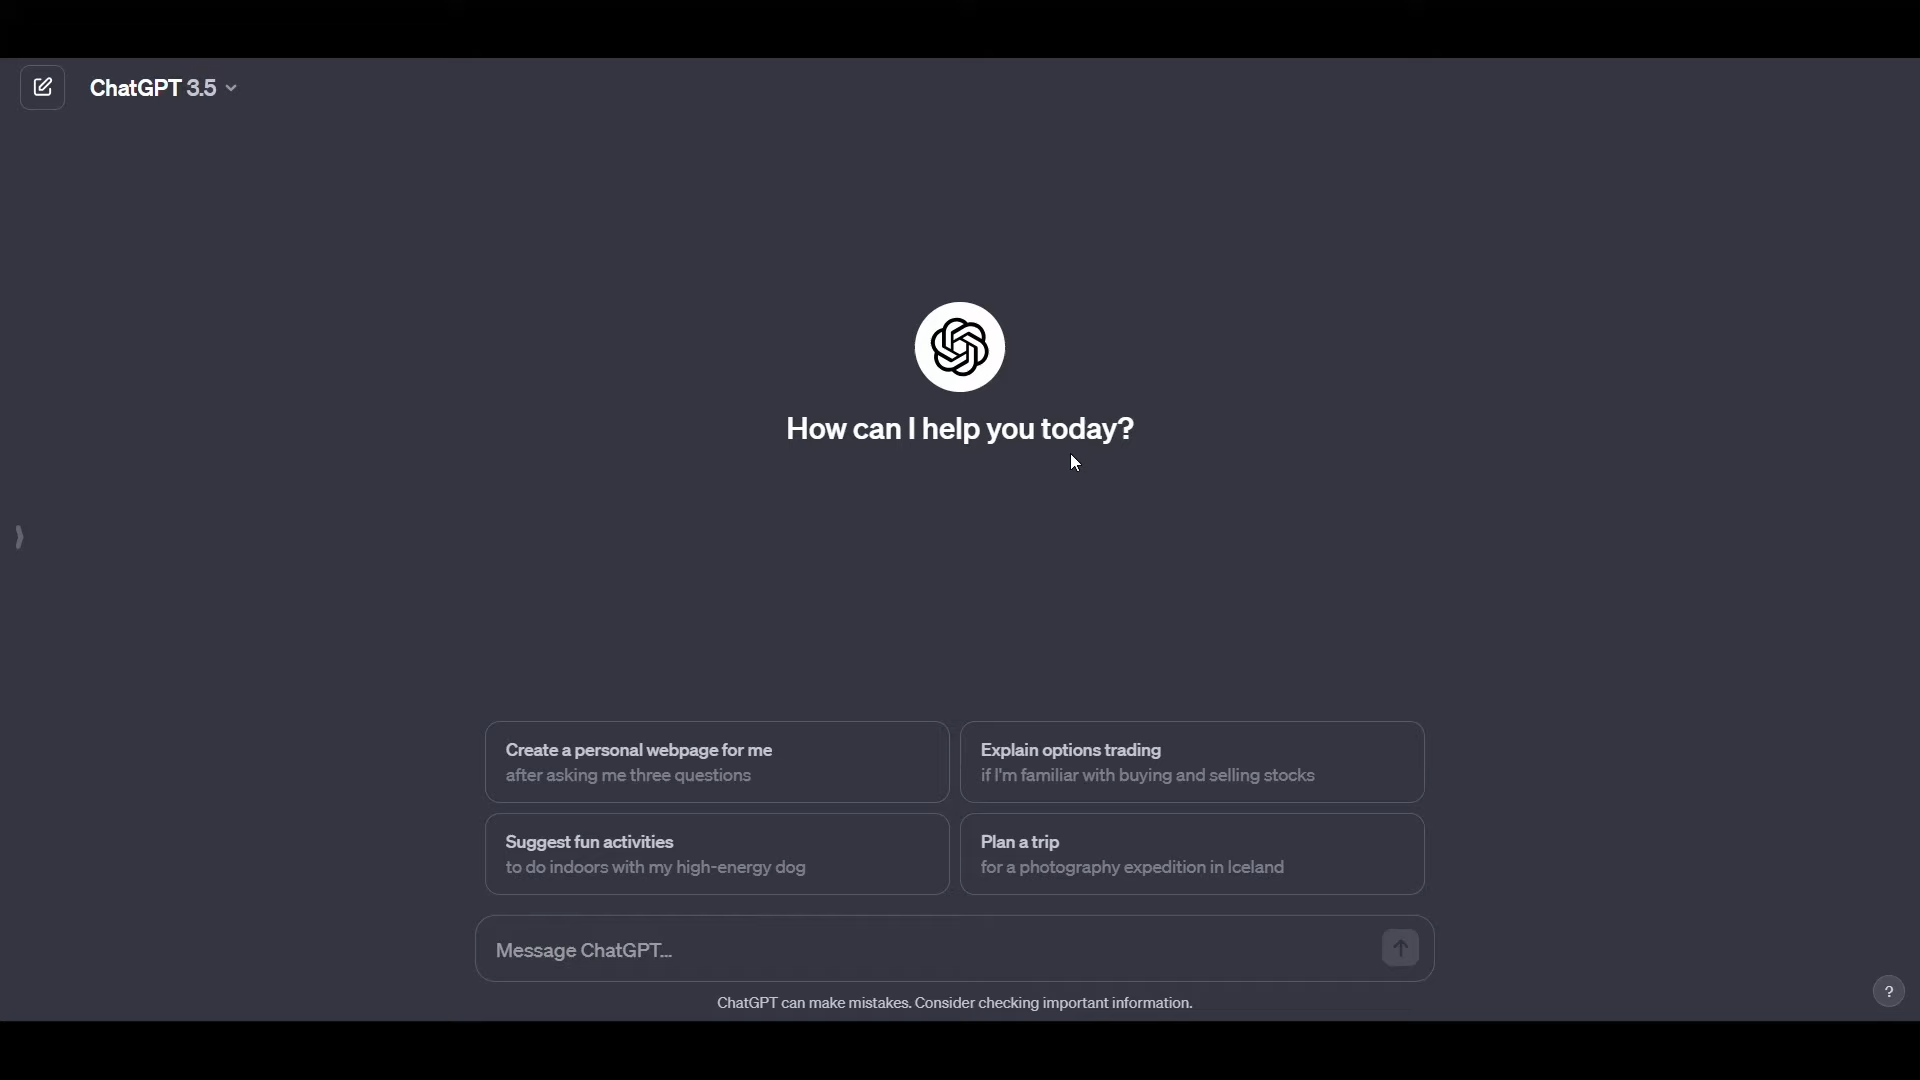 ChatGPT 3.5
How can I help you today?
Create a personal webpage for me
after asking me three questions
Explain options trading
if I'm familiar with buying and selling stocks
Suggest fun activities
to do indoors with my high-energy dog
Plan a trip
for a photography expedition in Iceland
Message ChatGPT...
ChatGPT can make mistakes. Consider checking important information.
?